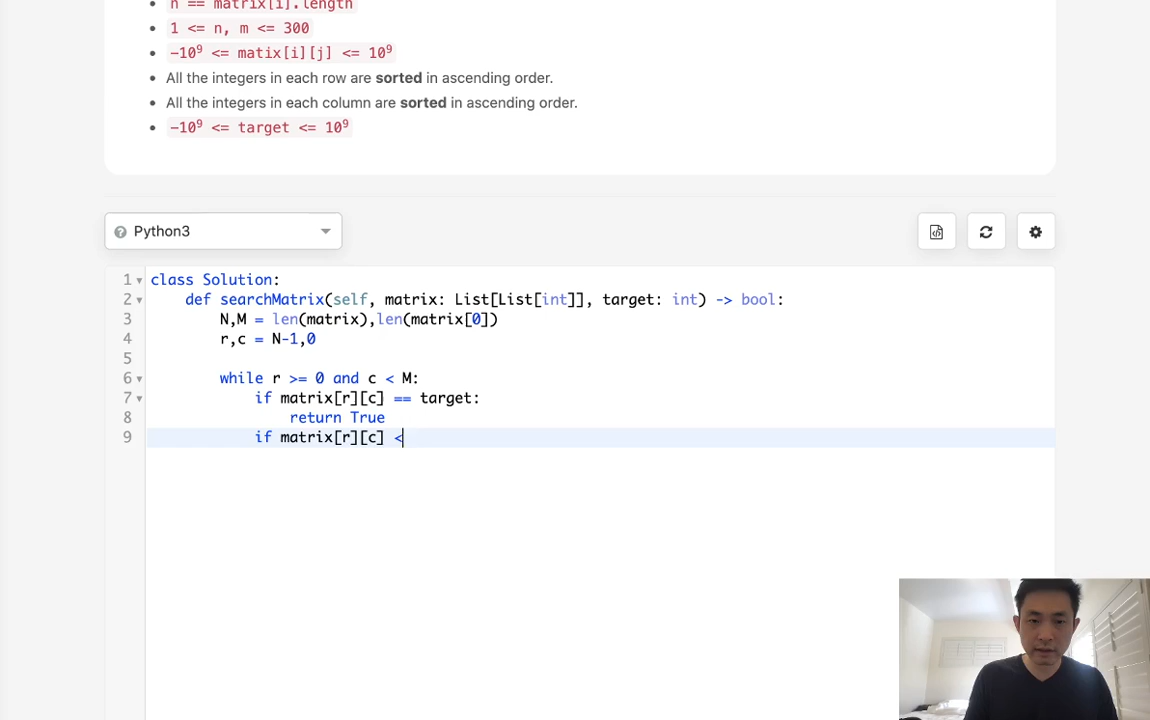 n == matrix[i].length
1 <= n, m <= 300
-10⁹ <= matix[i][j] <= 10⁹
All the integers in each row are sorted in ascending order.
All the integers in each column are sorted in ascending order.
-10⁹ <= target <= 10⁹
Python3
1 class Solution:
2 def searchMatrix(self, matrix: List[List[int]], target: int) -> bool:
3 N,M = len(matrix),len(matrix[0])
4 r,c = N-1,0
5
6 while r >= 0 and c < M:
7 if matrix[r][c] == target:
8 return True
9 if matrix[r][c] <